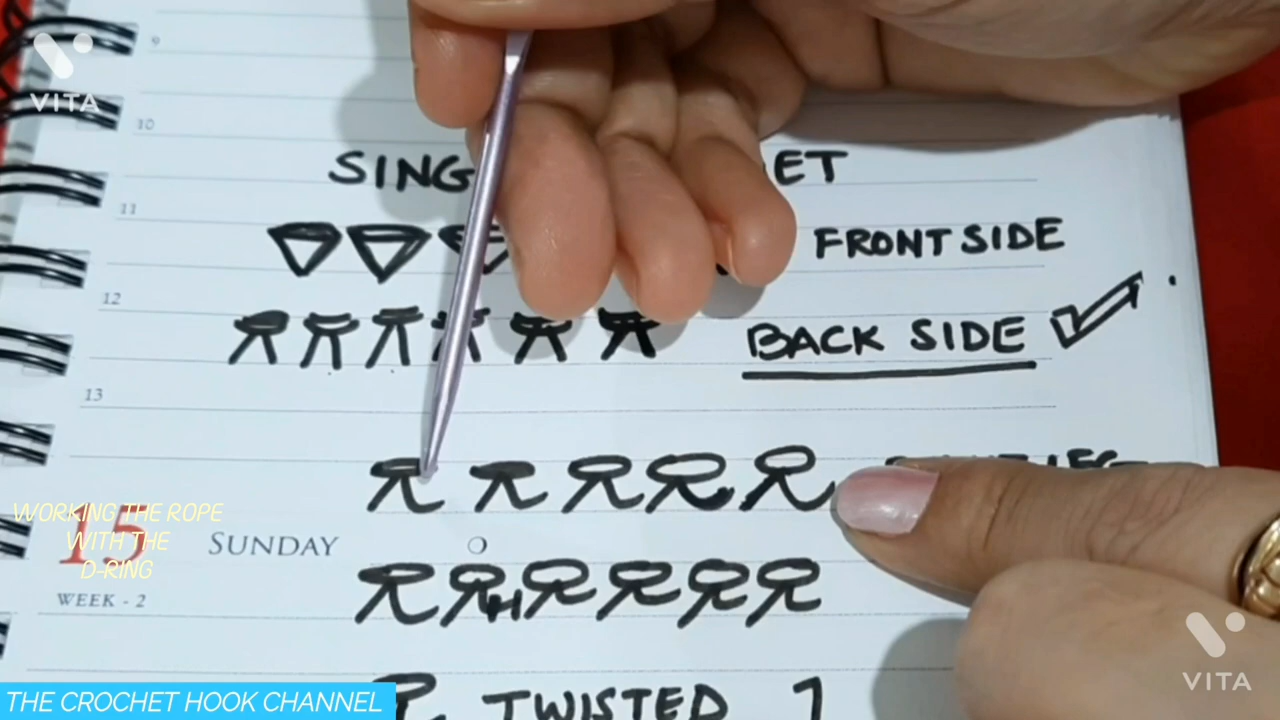 VITA
9
10
SING ET
11
FRONT SIDE
12
BACK SIDE
13
WORKING THE ROPE
WITH THE
D-RING
15
SUNDAY
WEEK - 2
TWISTED
THE CROCHET HOOK CHANNEL
VITA